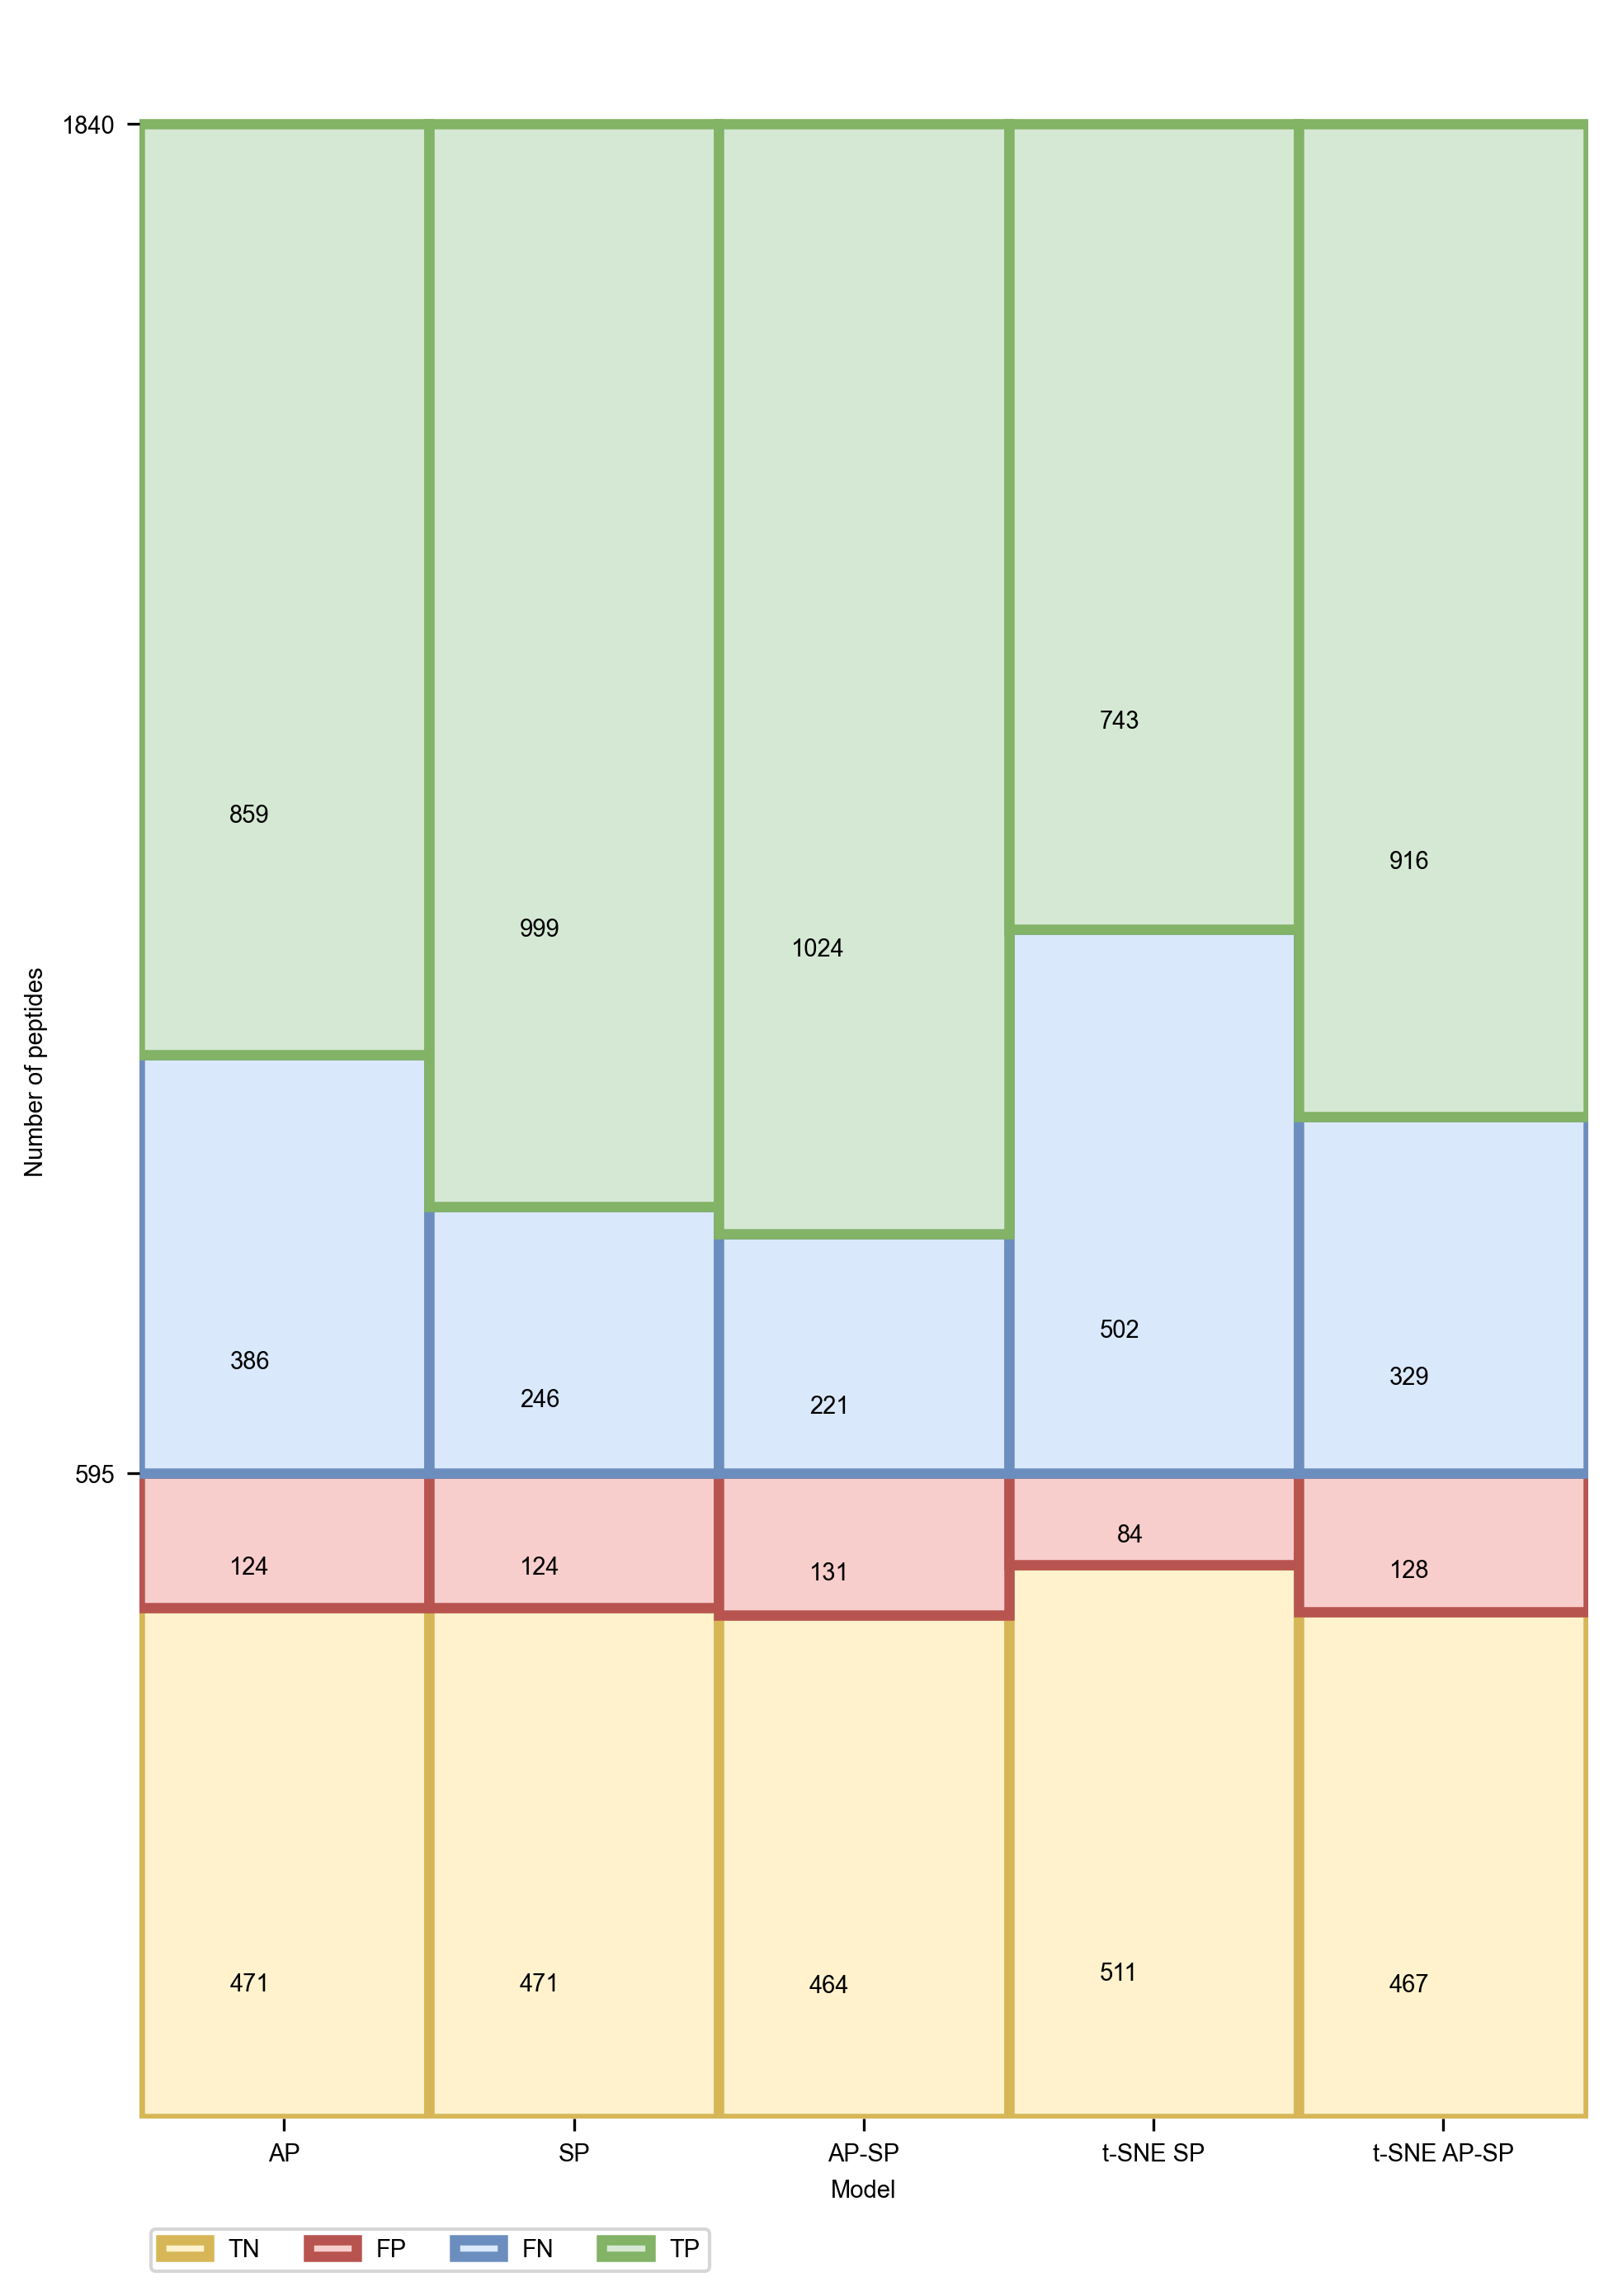 1840
743
859
916
999
1024
Number of peptides
502
386
329
246
221
595
84
124
124
131
128
471
471
464
511
467
AP
SP
AP-SP
t-SNE SP
t-SNE AP-SP
Model
TN
FP
FN
TP